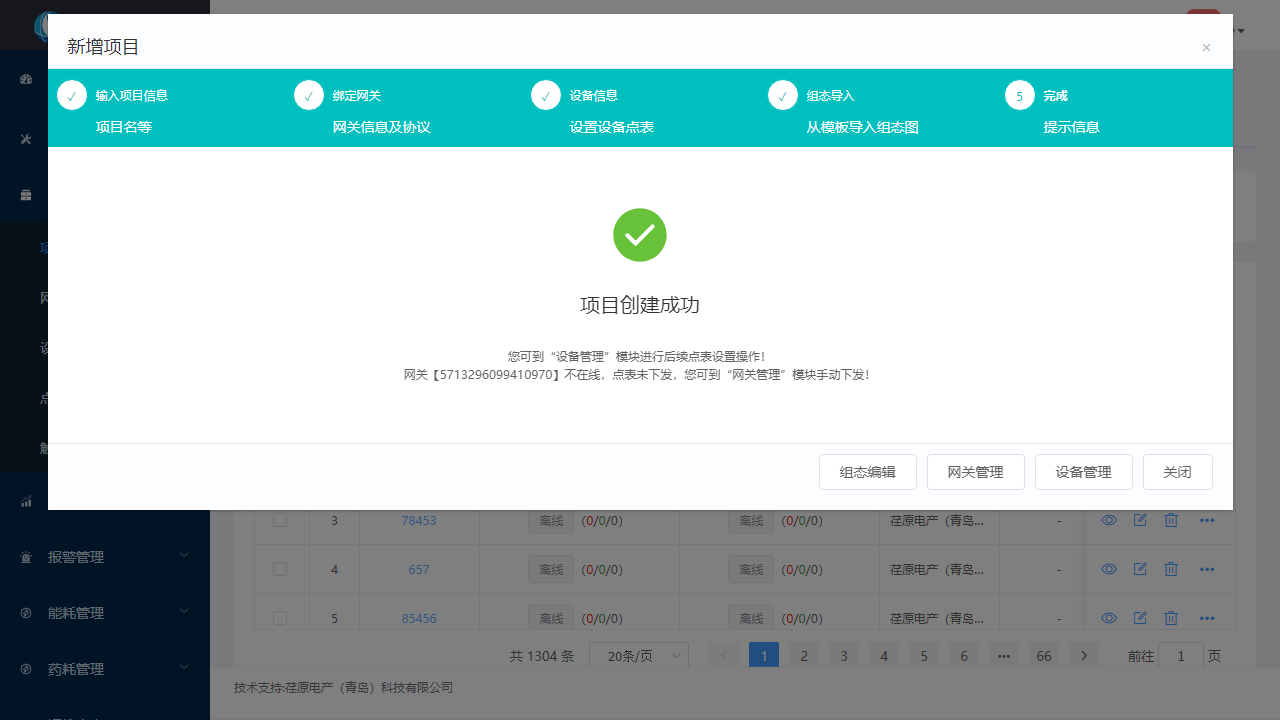 新增项目
×
✓ 输入项目信息
项目名等
✓ 绑定网关
网关信息及协议
✓ 设备信息
设置设备点表
✓ 组态导入
从模板导入组态图
5 完成
提示信息
项目创建成功
您可到“设备管理”模块进行后续点表设置操作!
网关【5713296099410970】不在线，点表未下发，您可到“网关管理”模块手动下发!
组态编辑
网关管理
设备管理
关闭
3 78453 离线 (0/0/0) 离线 (0/0/0) 荏原电产（青岛... -
4 657 离线 (0/0/0) 离线 (0/0/0) 荏原电产（青岛... -
5 85456 离线 (0/0/0) 离线 (0/0/0) 荏原电产（青岛... -
报警管理
能耗管理
药耗管理
共 1304 条 20条/页 1 2 3 4 5 6 ••• 66 前往 1 页
技术支持:荏原电产（青岛）科技有限公司